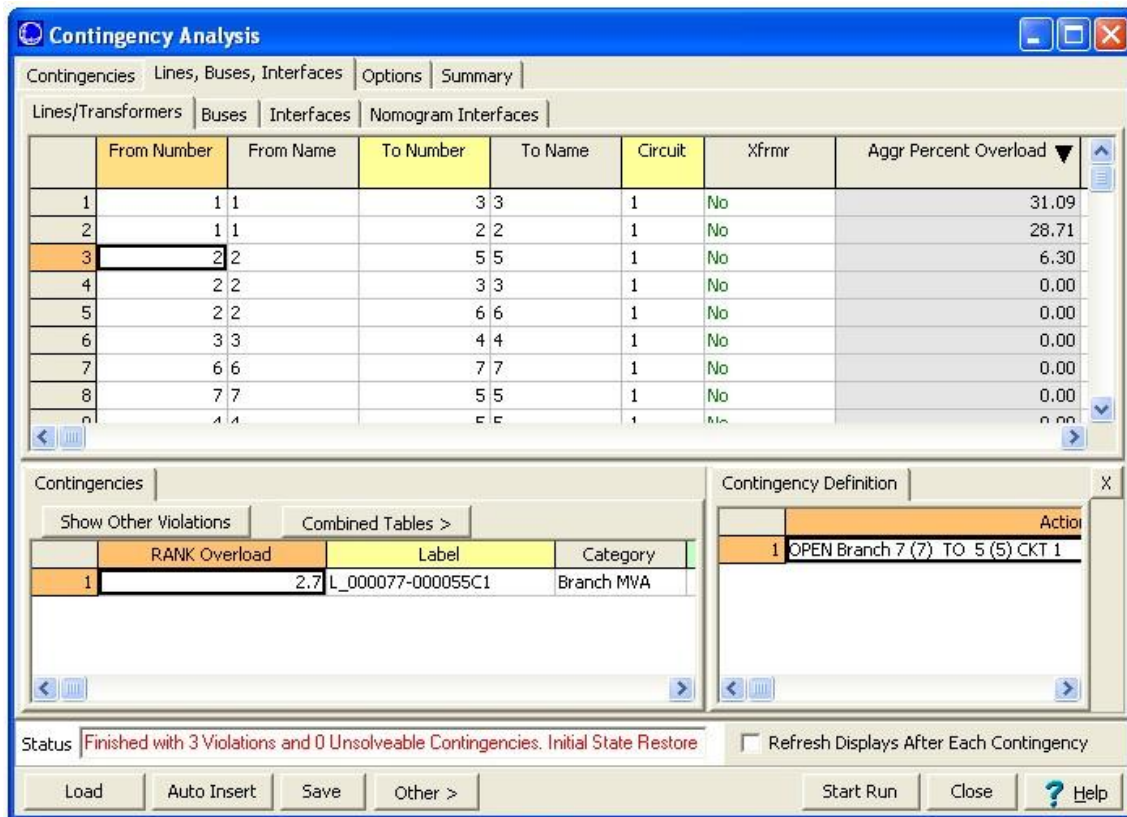 Contingency Analysis
Contingencies Lines, Buses, Interfaces Options Summary
Lines/Transformers Buses Interfaces Nomogram Interfaces
From Number From Name To Number To Name Circuit Xfrmr Aggr Percent Overload
1 1 1 3 3 1 No 31.09
2 1 1 2 2 1 No 28.71
3 2 2 5 5 1 No 6.30
4 2 2 3 3 1 No 0.00
5 2 2 6 6 1 No 0.00
6 3 3 4 4 1 No 0.00
7 6 6 7 7 1 No 0.00
8 7 7 5 5 1 No 0.00
Contingencies
Show Other Violations Combined Tables >
RANK Overload Label Category
1 2.7 L_000077-000055C1 Branch MVA
Contingency Definition X
Action
1 OPEN Branch 7 (7) TO 5 (5) CKT 1
Status Finished with 3 Violations and 0 Unsolveable Contingencies. Initial State Restore
Refresh Displays After Each Contingency
Load Auto Insert Save Other > Start Run Close ? Help